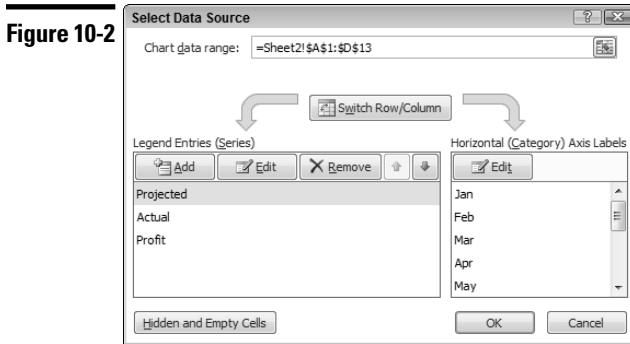 Figure 10-2
Select Data Source
Chart data range: =Sheet2!$A$1:$D$13
Switch Row/Column
Legend Entries (Series)
Add Edit Remove
Projected
Actual
Profit
Horizontal (Category) Axis Labels
Edit
Jan
Feb
Mar
Apr
May
Hidden and Empty Cells
OK Cancel